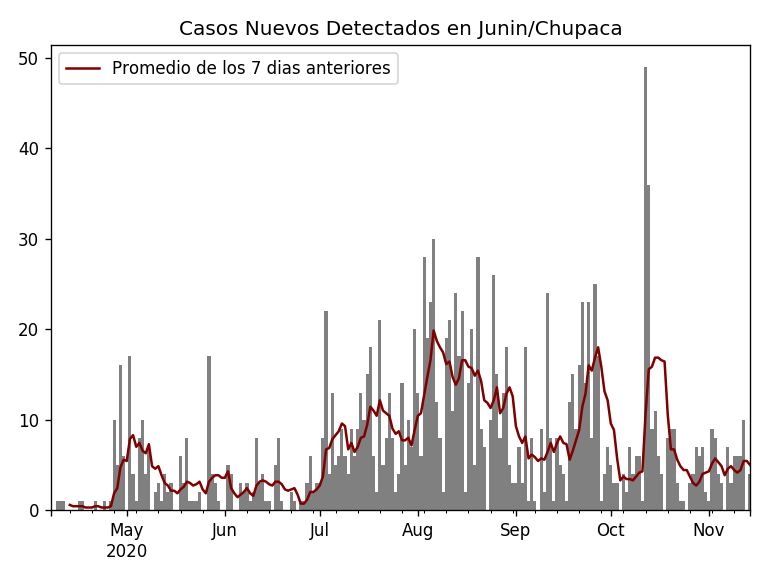 Casos Nuevos Detectados en Junin/Chupaca
Promedio de los 7 dias anteriores
50
40
30
20
10
0
May Jun Jul Aug Sep Oct Nov
2020